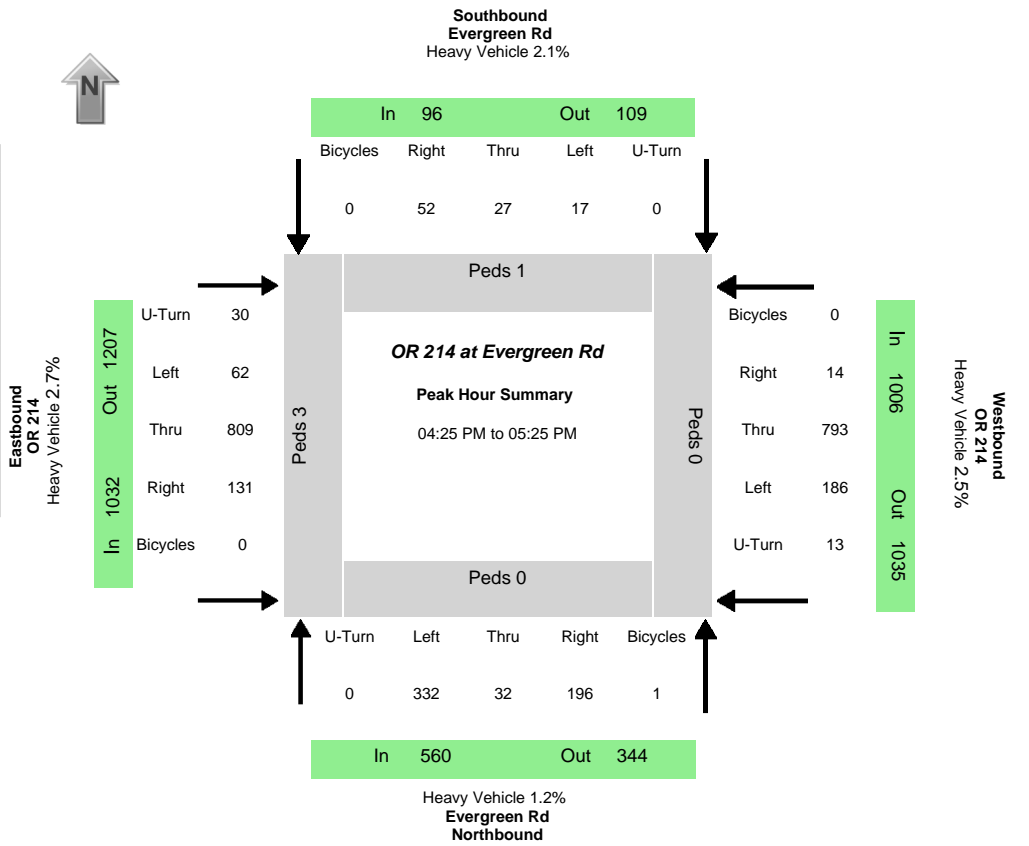 Southbound
Evergreen Rd
Heavy Vehicle 2.1%
N
In 96 Out 109
Bicycles Right Thru Left U-Turn
0 52 27 17 0
Peds 1
Eastbound
OR 214
Heavy Vehicle 2.7%
In 1032 Out 1207
U-Turn 30
Left 62
Thru 809
Right 131
Bicycles 0
Peds 3
OR 214 at Evergreen Rd
Peak Hour Summary
04:25 PM to 05:25 PM
Peds 0
Bicycles 0
Right 14
Thru 793
Left 186
U-Turn 13
In 1006 Out 1035
Westbound
OR 214
Heavy Vehicle 2.5%
Peds 0
U-Turn Left Thru Right Bicycles
0 332 32 196 1
In 560 Out 344
Heavy Vehicle 1.2%
Evergreen Rd
Northbound